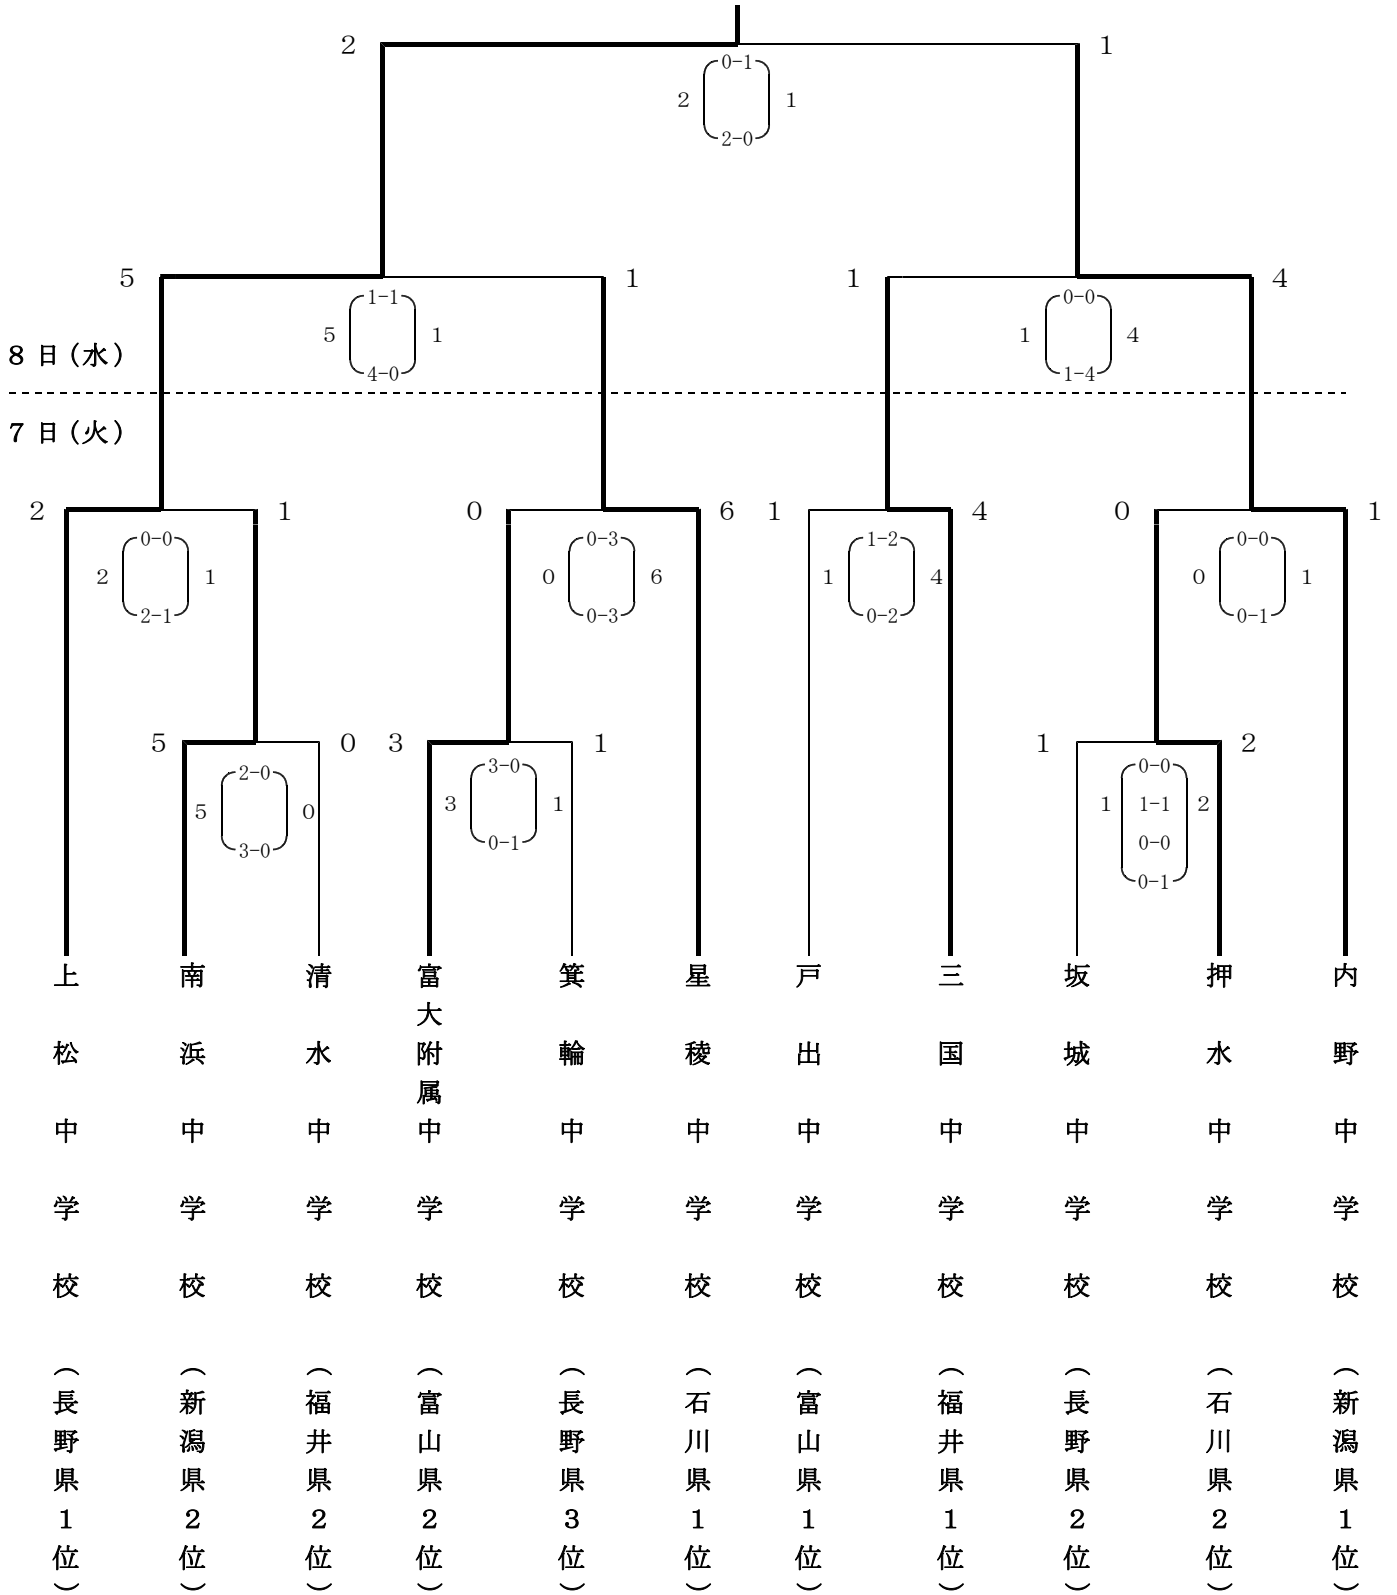 2 1
0-1
2 1
2-0
5 1 1 4
1-1 0-0
5 1 1 4
4-0 1-4
8日(水)
7日(火)
2 1 0 6 1 4 0 1
0-0 0-3 1-2 0-0
2 1 0 6 1 4 0 1
2-1 0-3 0-2 0-1
5 0 3 1 1 2
2-0 3-0 0-0
5 0 3 1 1 1-1 2
3-0 0-1 0-0
0-1
上松中学校(長野県1位)
南浜中学校(新潟県2位)
清水中学校(福井県2位)
富大附属中学校(富山県2位)
箕輪中学校(長野県3位)
星稜中学校(石川県1位)
戸出中学校(富山県1位)
三国中学校(福井県1位)
坂城中学校(長野県2位)
押水中学校(石川県2位)
内野中学校(新潟県1位)